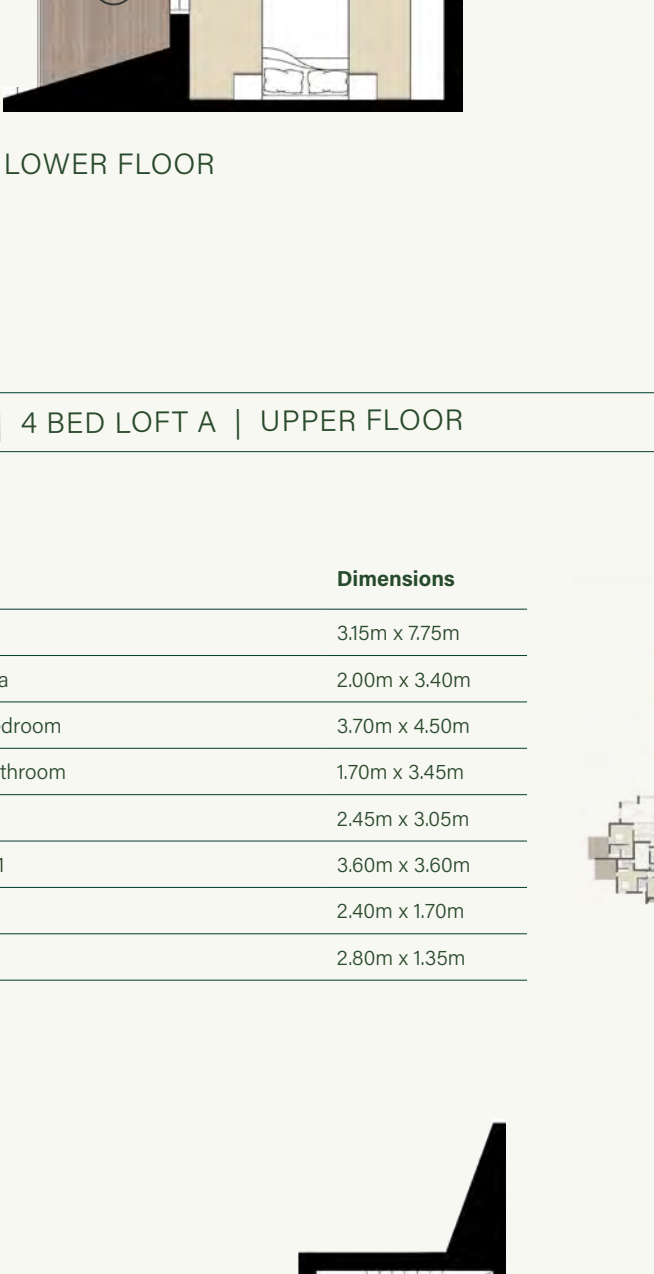 LOWER FLOOR
| 4 BED LOFT A | UPPER FLOOR
Dimensions
3.15m x 7.75m
a 2.00m x 3.40m
droom 3.70m x 4.50m
throom 1.70m x 3.45m
2.45m x 3.05m
1 3.60m x 3.60m
2.40m x 1.70m
2.80m x 1.35m